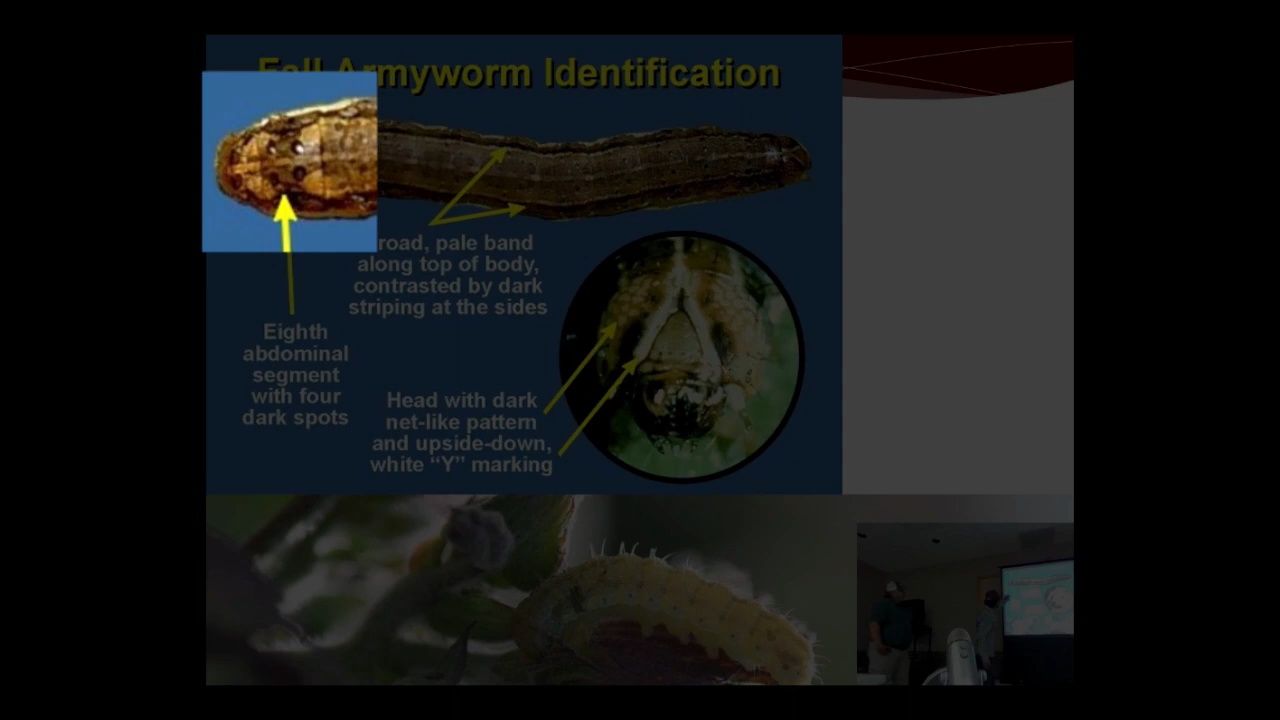 Fall Armyworm Identification
road, pale band
along top of body,
contrasted by dark
striping at the sides
Eighth
abdominal
segment
with four
dark spots
Head with dark
net-like pattern
and upside-down,
white “Y” marking